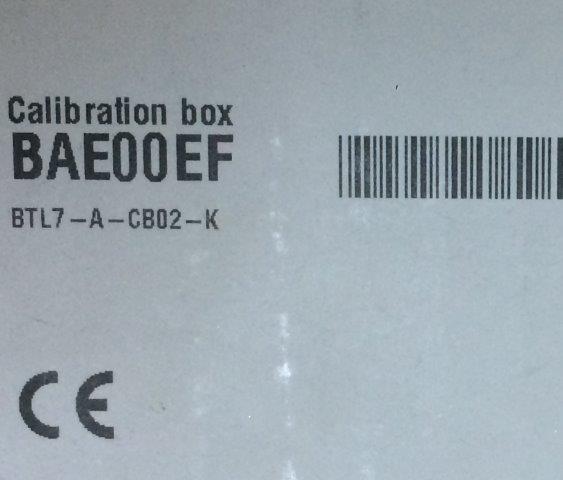 Calibration box
BAE00EF
BTL7-A-CB02-K
CE